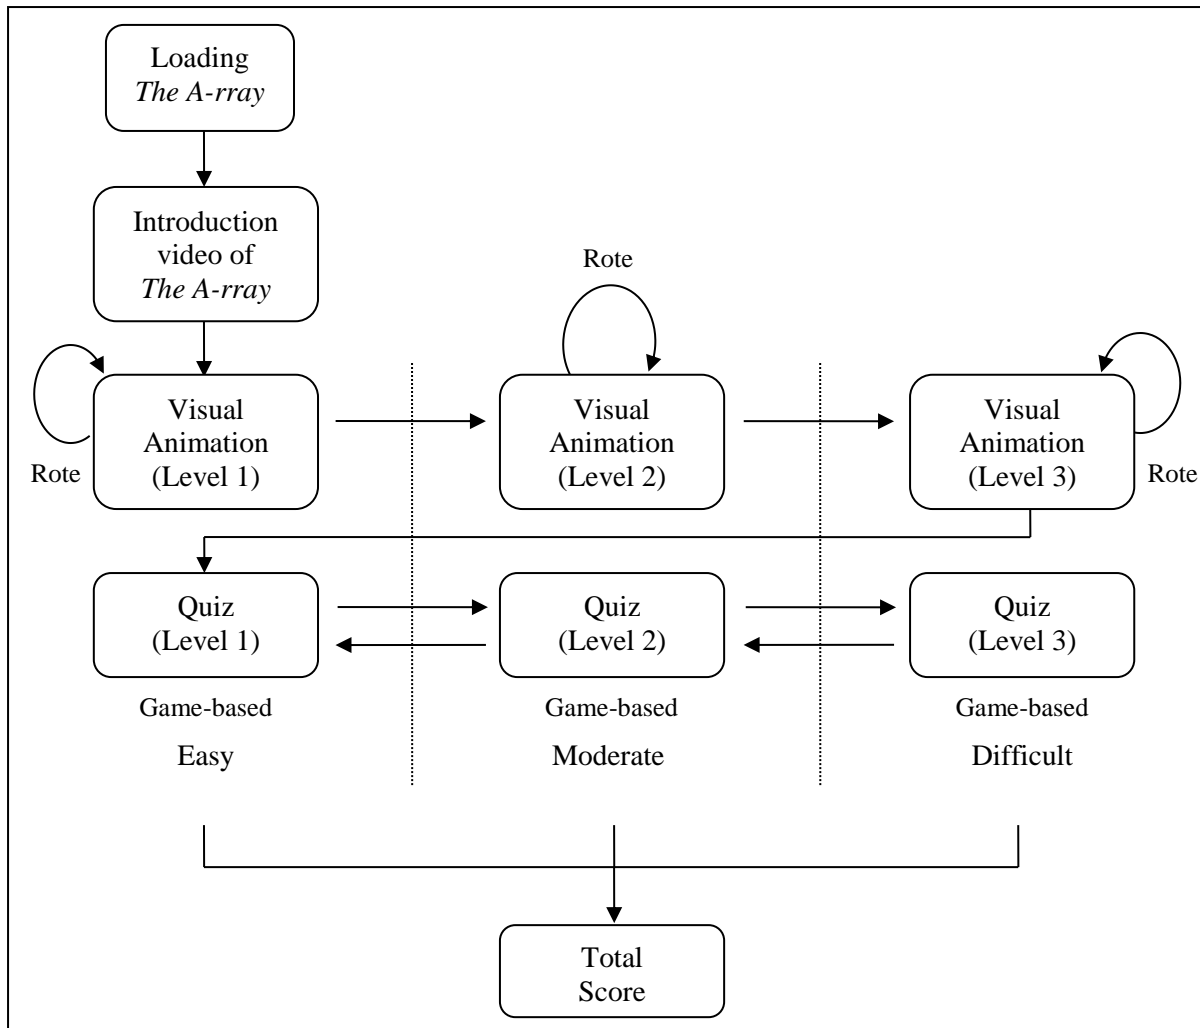 Loading
The A-rray
Introduction
video of
The A-rray
Rote
Visual
Animation
(Level 1)
Rote
Visual
Animation
(Level 2)
Visual
Animation
(Level 3)
Rote
Quiz
(Level 1)
Quiz
(Level 2)
Quiz
(Level 3)
Game-based
Game-based
Game-based
Easy
Moderate
Difficult
Total
Score